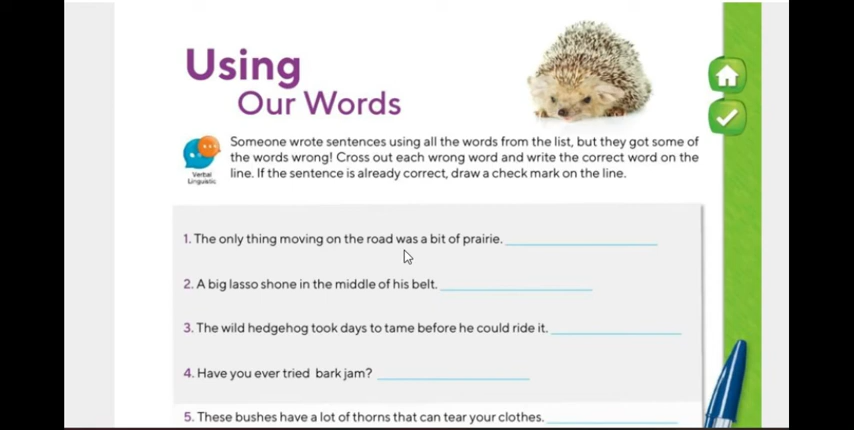 Using
Our Words
Verbal
Linguistic
Someone wrote sentences using all the words from the list, but they got some of
the words wrong! Cross out each wrong word and write the correct word on the
line. If the sentence is already correct, draw a check mark on the line.
1. The only thing moving on the road was a bit of prairie.
2. A big lasso shone in the middle of his belt.
3. The wild hedgehog took days to tame before he could ride it.
4. Have you ever tried bark jam?
5. These bushes have a lot of thorns that can tear your clothes.